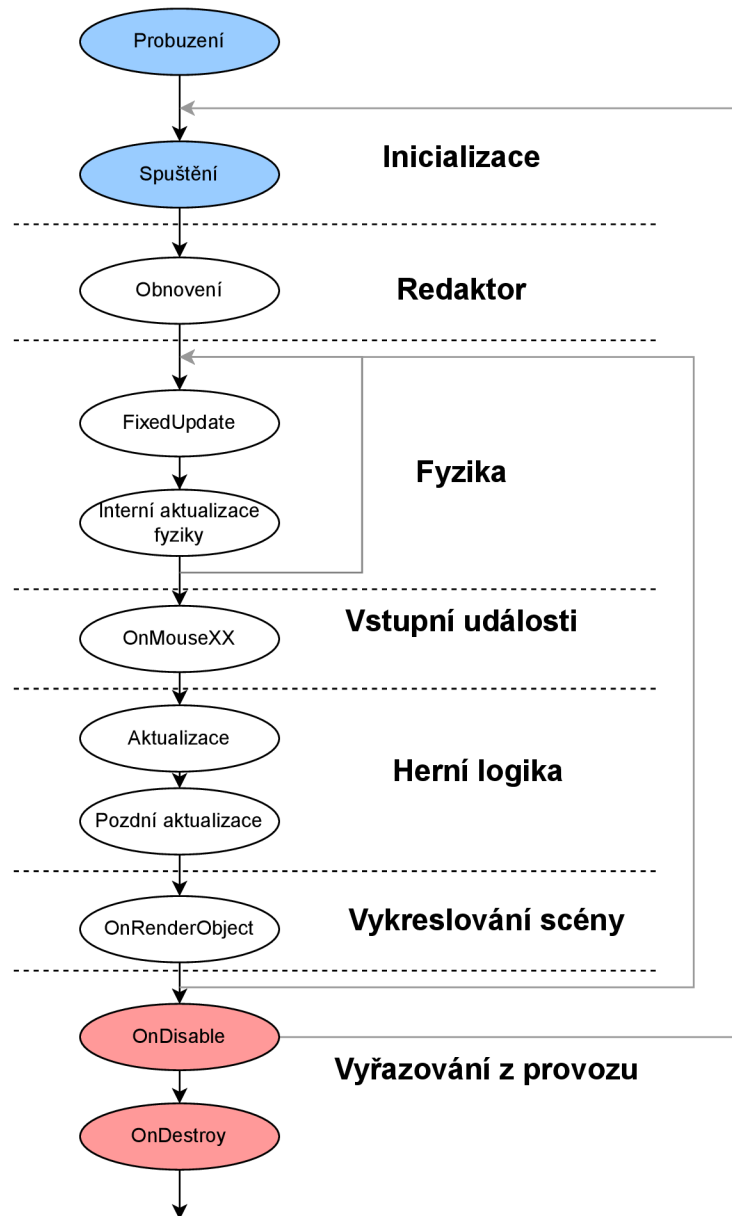 Probuzení
Inicializace
Spuštění
Obnovení
Redaktor
FixedUpdate
Fyzika
Interní aktualizace
fyziky
Vstupní události
OnMouseXX
Aktualizace
Herní logika
Pozdní aktualizace
Vykreslování scény
OnRenderObject
OnDisable
Vyřazování z provozu
OnDestroy